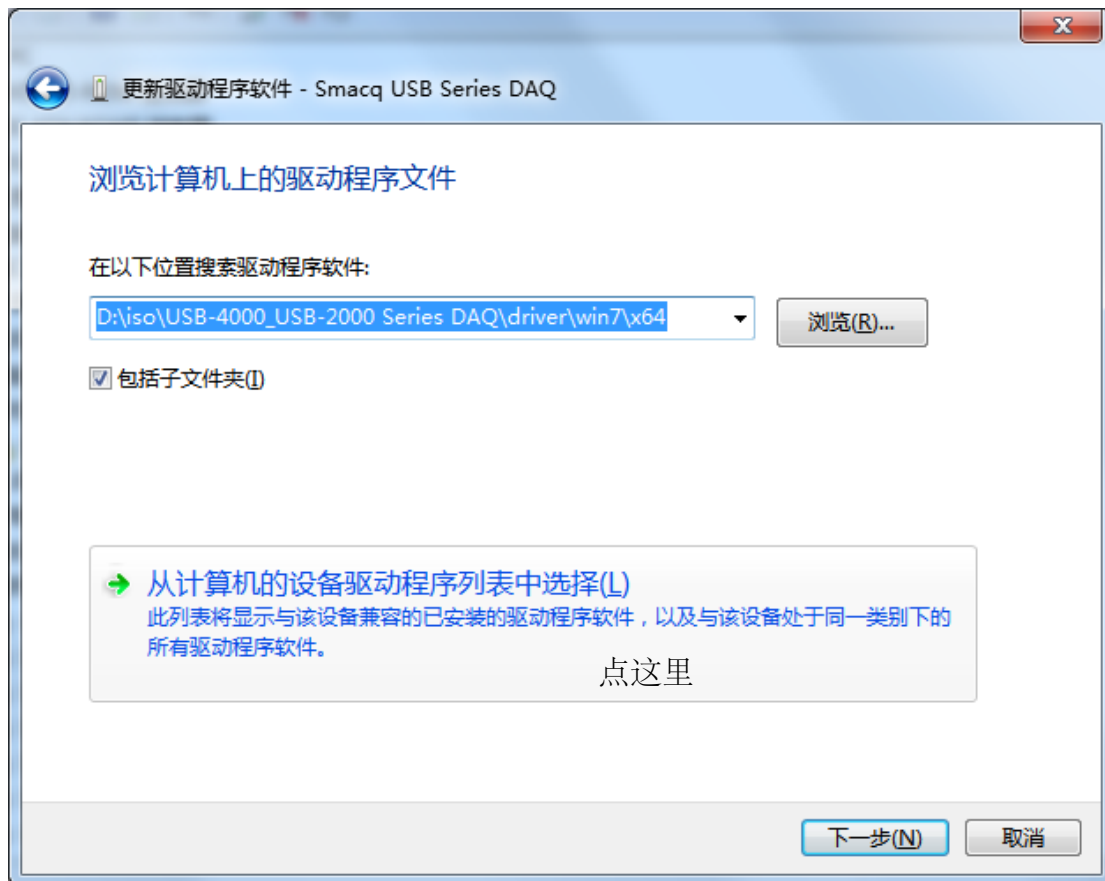 更新驱动程序软件 - Smacq USB Series DAQ
浏览计算机上的驱动程序文件
在以下位置搜索驱动程序软件:
D:\iso\USB-4000_USB-2000 Series DAQ\driver\win7\x64
浏览(R)...
包括子文件夹(I)
从计算机的设备驱动程序列表中选择(L)
此列表将显示与该设备兼容的已安装的驱动程序软件，以及与该设备处于同一类别下的
所有驱动程序软件。
点这里
下一步(N)
取消